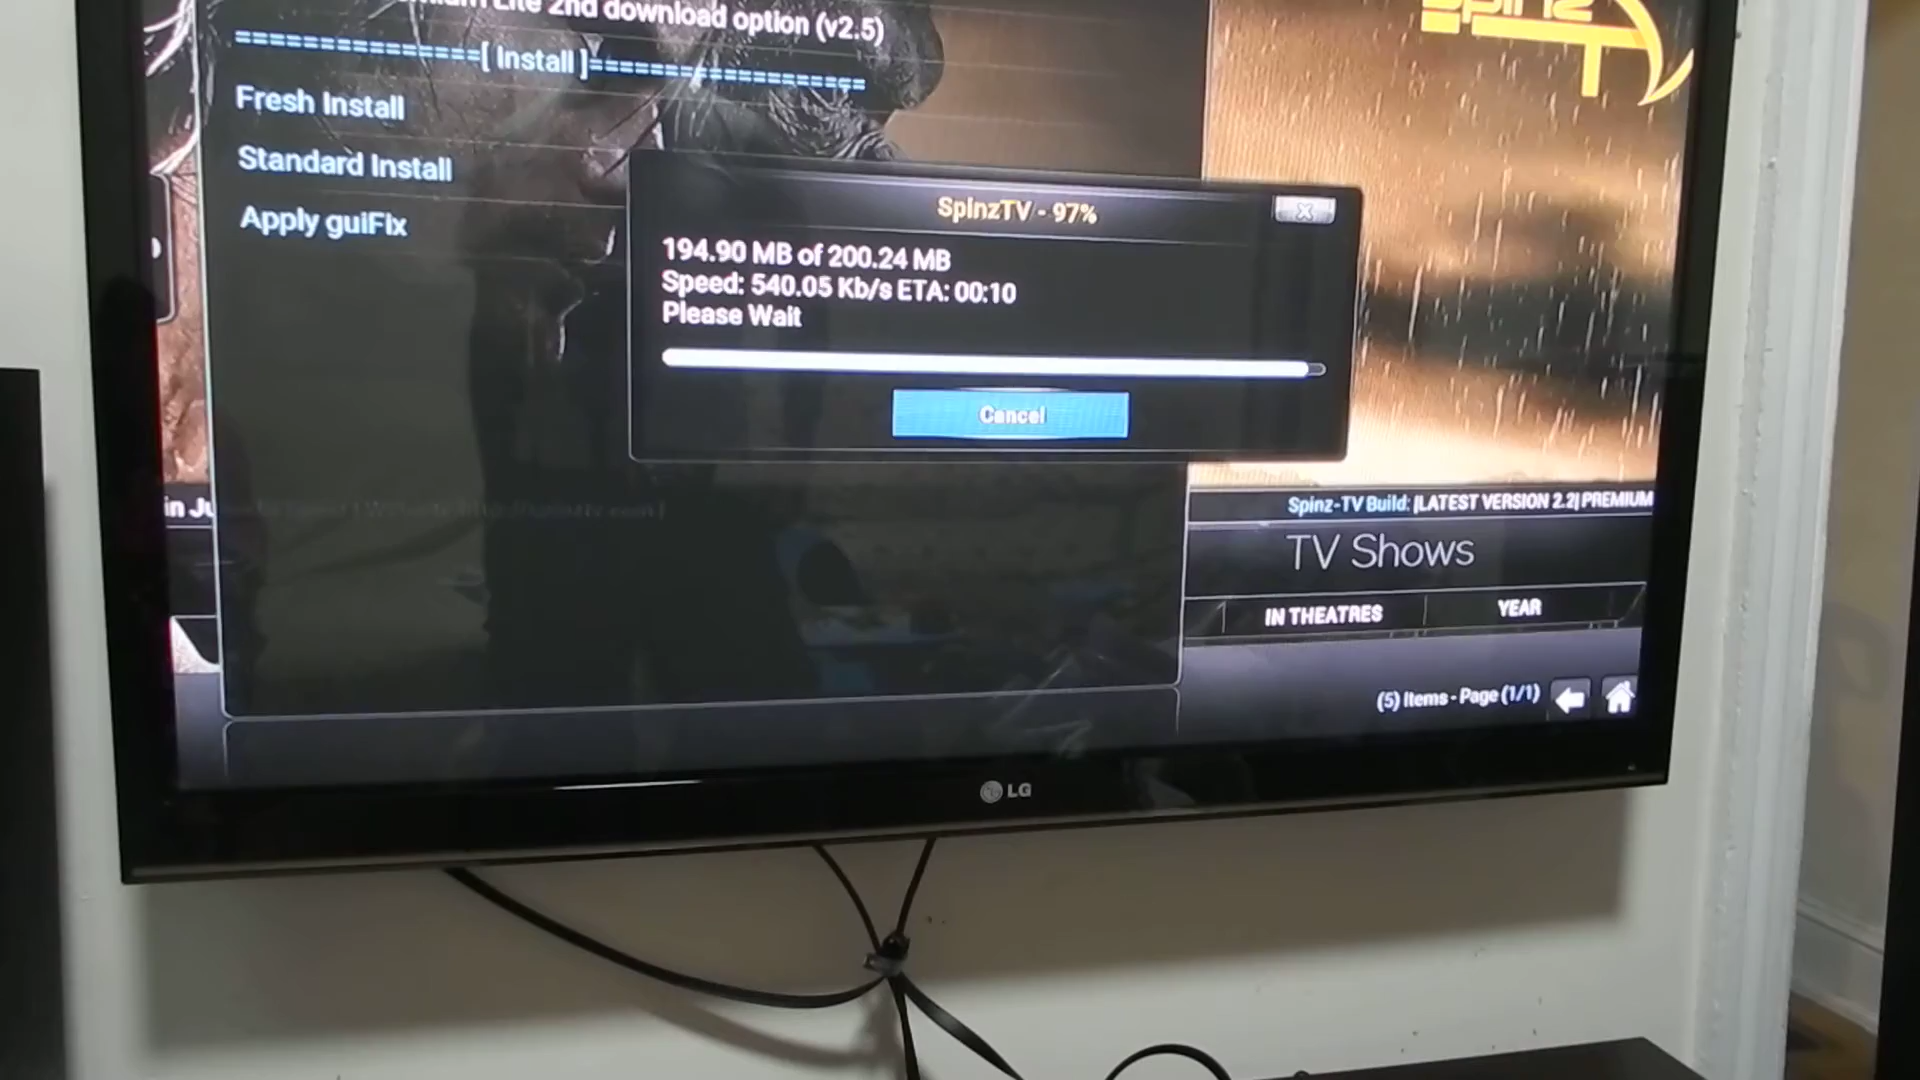 Lite 2nd download option (v2.5)
================[ Install ]==================
Fresh Install
Standard Install
Apply guiFix
SpinzTV - 97%
194.90 MB of 200.24 MB
Speed: 540.05 Kb/s ETA: 00:10
Please Wait
Cancel
Spinz-TV Build: |LATEST VERSION 2.2| PREMIUM
TV Shows
IN THEATRES
YEAR
(5) Items - Page (1/1)
LG